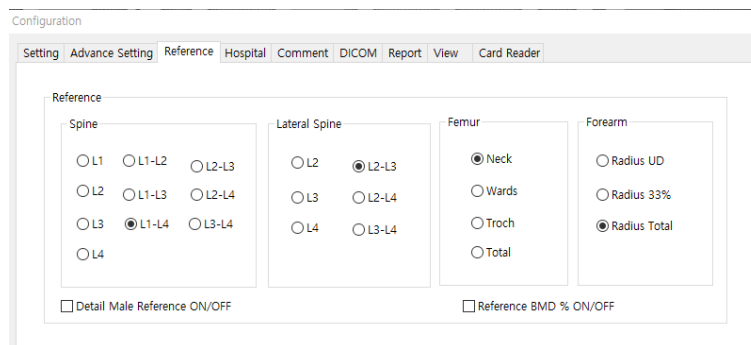 Configuration
Setting Advance Setting Reference Hospital Comment DICOM Report View Card Reader
Reference
Spine Lateral Spine Femur Forearm
L1 L1-L2 L2-L3 L2 L2-L3 Neck Radius UD
L2 L1-L3 L2-L4 L3 L2-L4 Wards Radius 33%
L3 L1-L4 L3-L4 L4 L3-L4 Troch Radius Total
L4 Total
Detail Male Reference ON/OFF Reference BMD % ON/OFF